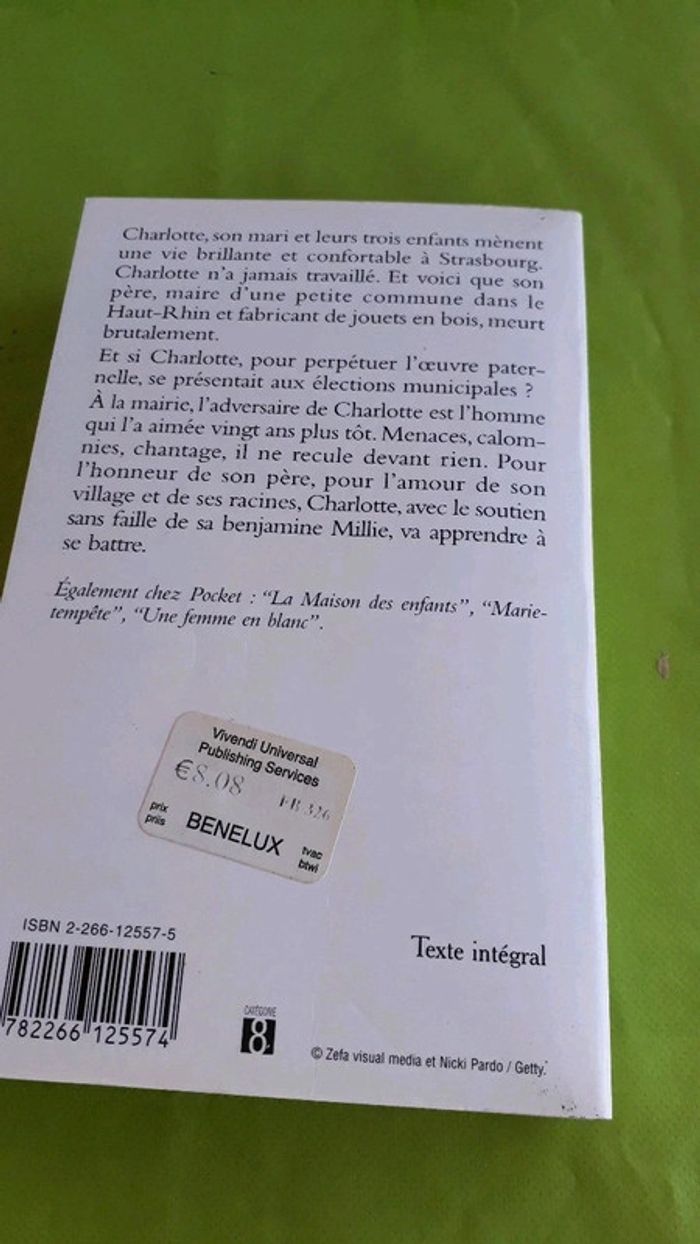 Charlotte, son mari et leurs trois enfants mènent
une vie brillante et confortable à Strasbourg.
Charlotte n'a jamais travaillé. Et voici que son
père, maire d'une petite commune dans le
Haut-Rhin et fabricant de jouets en bois, meurt
brutalement.
Et si Charlotte, pour perpétuer l'œuvre pater-
nelle, se présentait aux élections municipales ?
À la mairie, l'adversaire de Charlotte est l'homme
qui l'a aimée vingt ans plus tôt. Menaces, calom-
nies, chantage, il ne recule devant rien. Pour
l'honneur de son père, pour l'amour de son
village et de ses racines, Charlotte, avec le soutien
sans faille de sa benjamine Millie, va apprendre à
se battre.
Également chez Pocket : "La Maison des enfants", "Marie-
tempête", "Une femme en blanc".
Vivendi Universal
Publishing Services
€8.08
FB 326
prix
prijs
BENELUX
tvac
btwi
ISBN 2-266-12557-5
Texte intégral
782266 125574
CATÉGORIE
8
© Zefa visual media et Nicki Pardo / Getty.